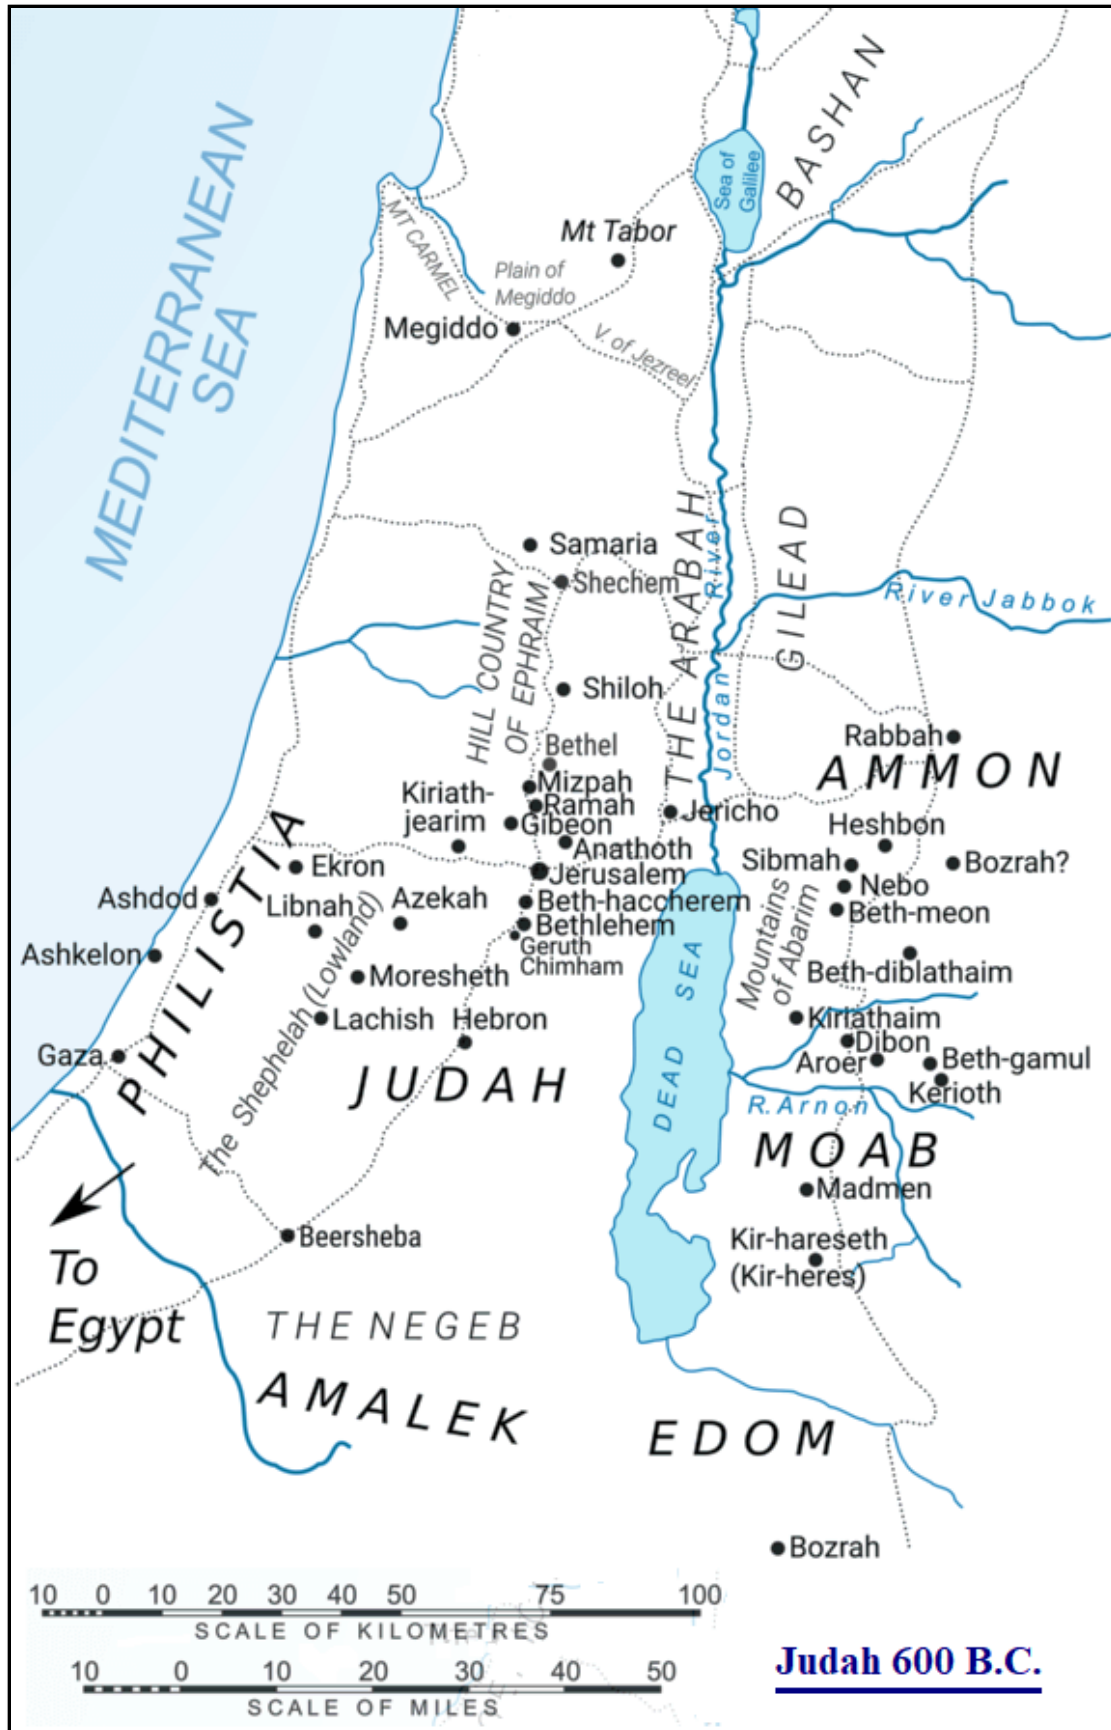 MEDITERRANEAN
SEA
BASHAN
Sea of
Galilee
Mt Tabor
MT CARMEL
Plain of
Megiddo
Megiddo
V. of Jezreel
Samaria
Shechem
HILL COUNTRY
OF EPHRAIM
THE ARABAH
Jordan River
GILEAD
River Jabbok
Shiloh
Bethel
Mizpah
Ramah
Gibeon
Kiriath-
jearim
Anathoth
Jericho
Rabbah
AMMON
Heshbon
Sibmah
Bozrah?
Nebo
Beth-meon
Mountains
of Abarim
Beth-diblathaim
Ekron
Jerusalem
Ashdod
Libnah
Azekah
Beth-haccherem
Bethlehem
Geruth
Chimham
Ashkelon
PHILISTIA
Moresheth
Lachish
Hebron
The Shephelah (Lowland)
Gaza
JUDAH
DEAD SEA
Kiriathaim
Dibon
Aroer
Beth-gamul
Kerioth
R. Arnon
MOAB
Madmen
Kir-hareseth
(Kir-heres)
Beersheba
To
Egypt
THE NEGEB
AMALEK
EDOM
Bozrah
10 0 10 20 30 40 50 75 100
SCALE OF KILOMETRES
10 0 10 20 30 40 50
SCALE OF MILES
Judah 600 B.C.